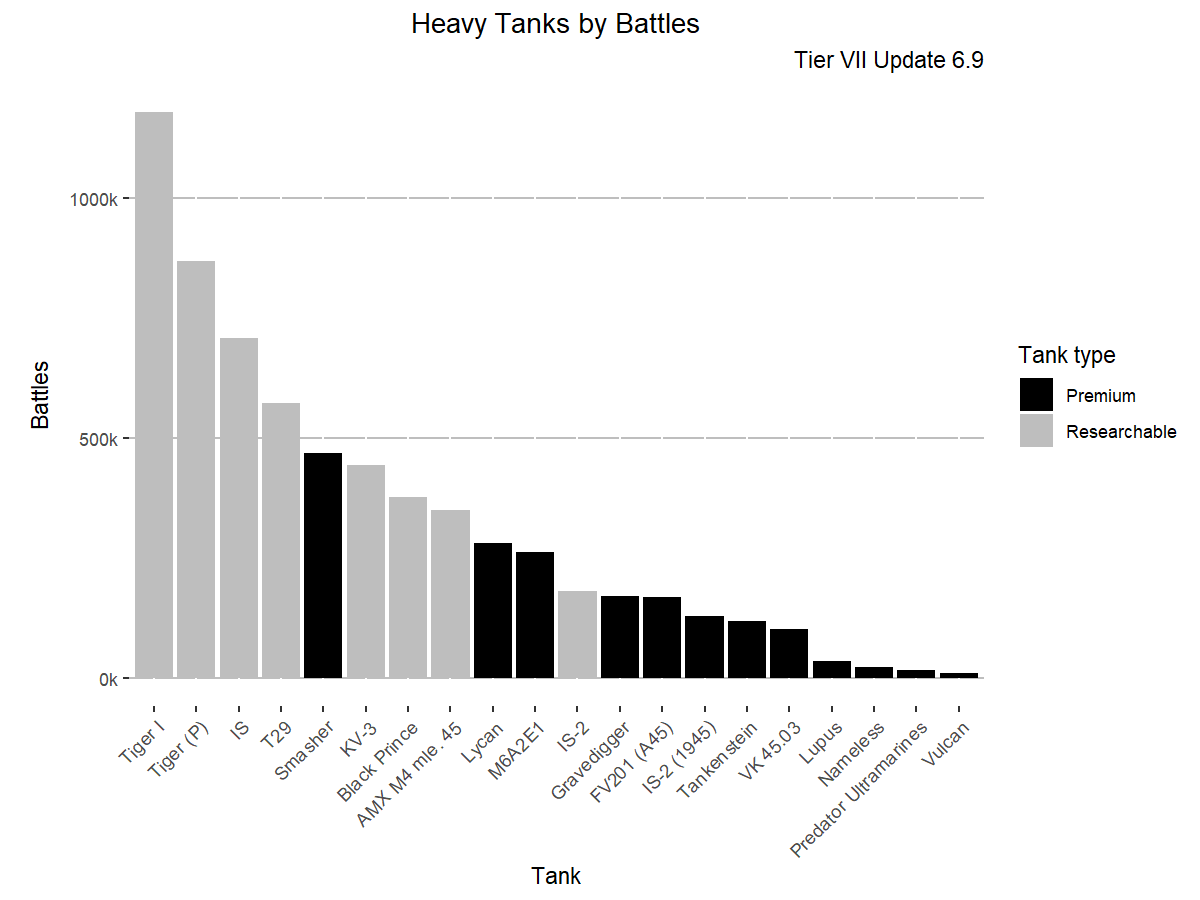 Heavy Tanks by Battles
Tier VII Update 6.9
Battles
1000k
500k
0k
Tiger I
Tiger (P)
IS
T29
Smasher
KV-3
Black Prince
AMX M4 mle. 45
Lycan
M6A2E1
IS-2
Gravedigger
FV201 (A45)
IS-2 (1945)
Tankenstein
VK 45.03
Lupus
Nameless
Predator Ultramarines
Vulcan
Tank
Tank type
Premium
Researchable